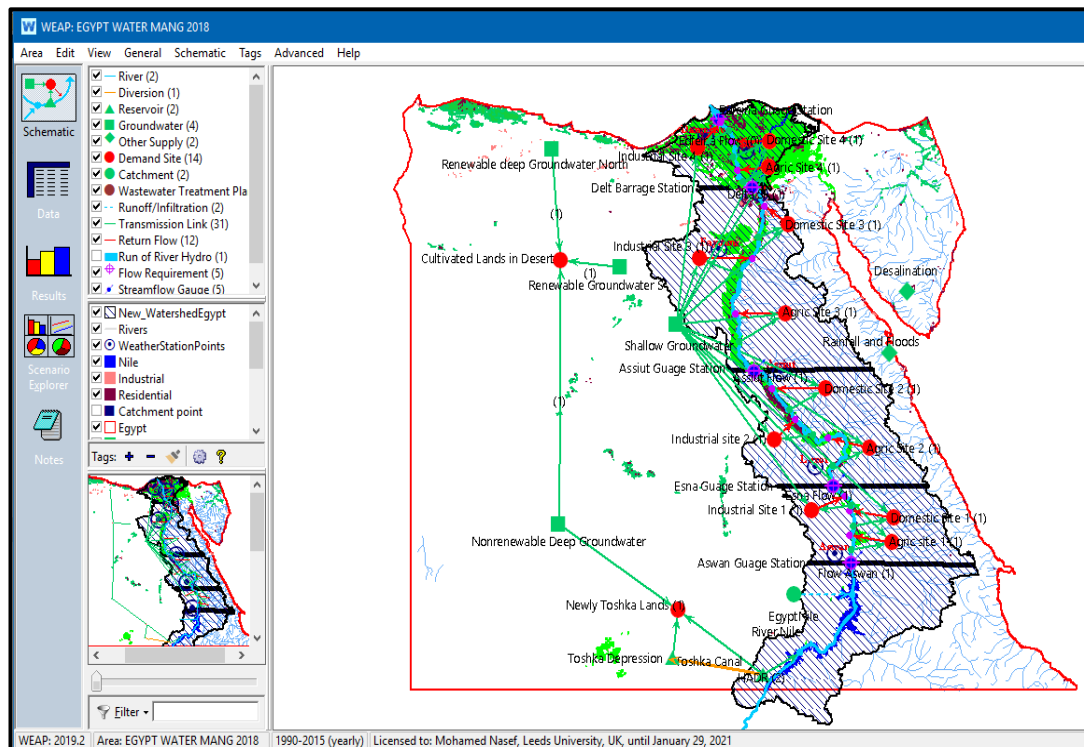 WEAP: EGYPT WATER MANG 2018
Area Edit View General Schematic Tags Advanced Help
Schematic
Data
Results
Scenario
Explorer
Notes
River (2)
Diversion (1)
Reservoir (2)
Groundwater (4)
Other Supply (2)
Demand Site (14)
Catchment (2)
Wastewater Treatment Pla
Runoff/Infiltration (2)
Transmission Link (31)
Return Flow (12)
Run of River Hydro (1)
Flow Requirement (5)
Streamflow Gauge (5)
New_WatershedEgypt
Rivers
WeatherStationPoints
Nile
Industrial
Residential
Catchment point
Egypt
Tags:
Filter
Renewable deep Groundwater North
(1)
Cultivated Lands in Desert
(1)
Renewable Groundwater S
(1)
Nonrenewable Deep Groundwater
Newly Toshka Lands (1)
Toshka Depression
Toshka Canal
HADR (2)
Domestic Site 4 (1)
Industrial Site 4 (1)
Agric Site 4 (1)
Delt Barrage Station
Domestic Site 3 (1)
Industrial Site 3 (1)
Desalination
Agric Site 3 (1)
Shallow Groundwater
Rainfall and Floods
Assiut Guage Station
Assiut Flow (1)
Domestic Site 2 (1)
Industrial site 2 (1)
Agric Site 2 (1)
Luxor
Esna Guage Station
Esna Flow (1)
Industrial Site 1 (1)
Domestic Site 1 (1)
Agric site 1 (1)
Aswan
Aswan Guage Station
Flow Aswan (1)
Egypt Nile
River Nile
WEAP: 2019.2 Area: EGYPT WATER MANG 2018 1990-2015 (yearly) Licensed to: Mohamed Nasef, Leeds University, UK, until January 29, 2021